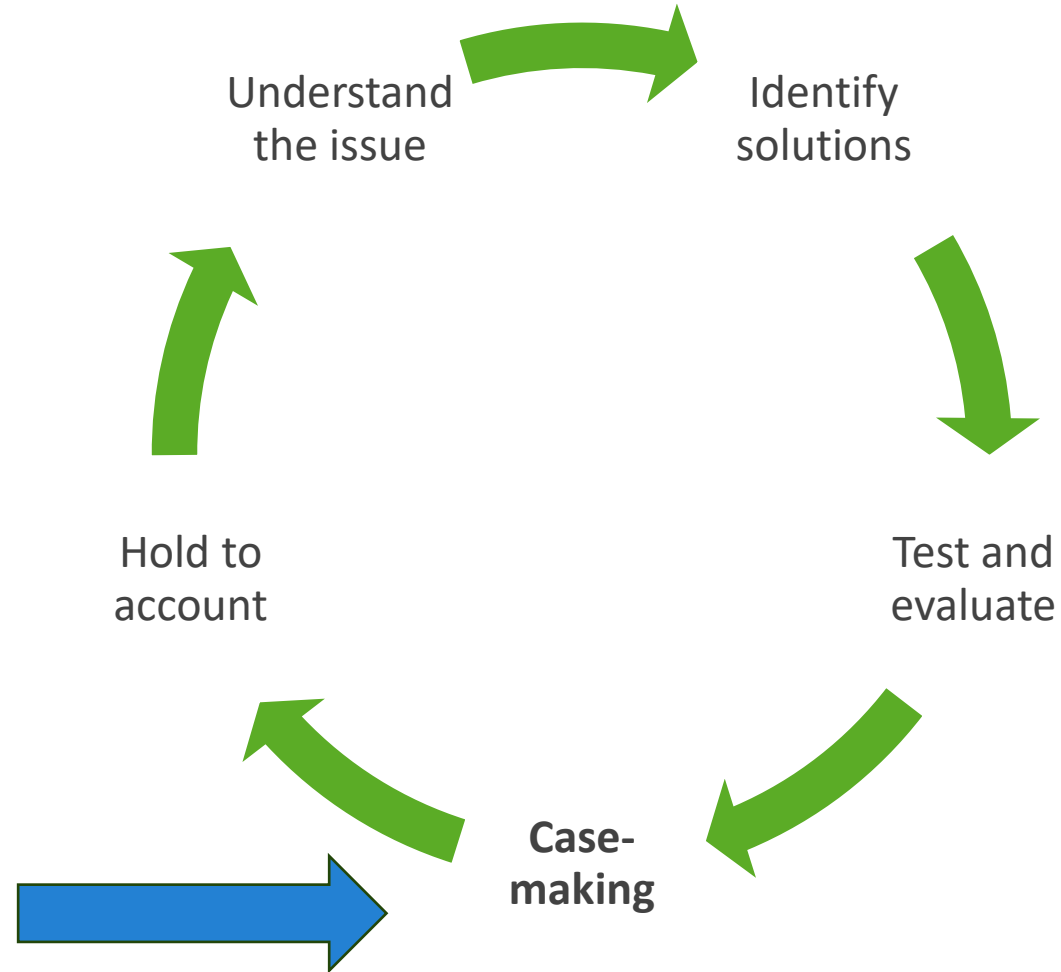 Understand
the issue
Identify
solutions
Test and
evaluate
Case-
making
Hold to
account